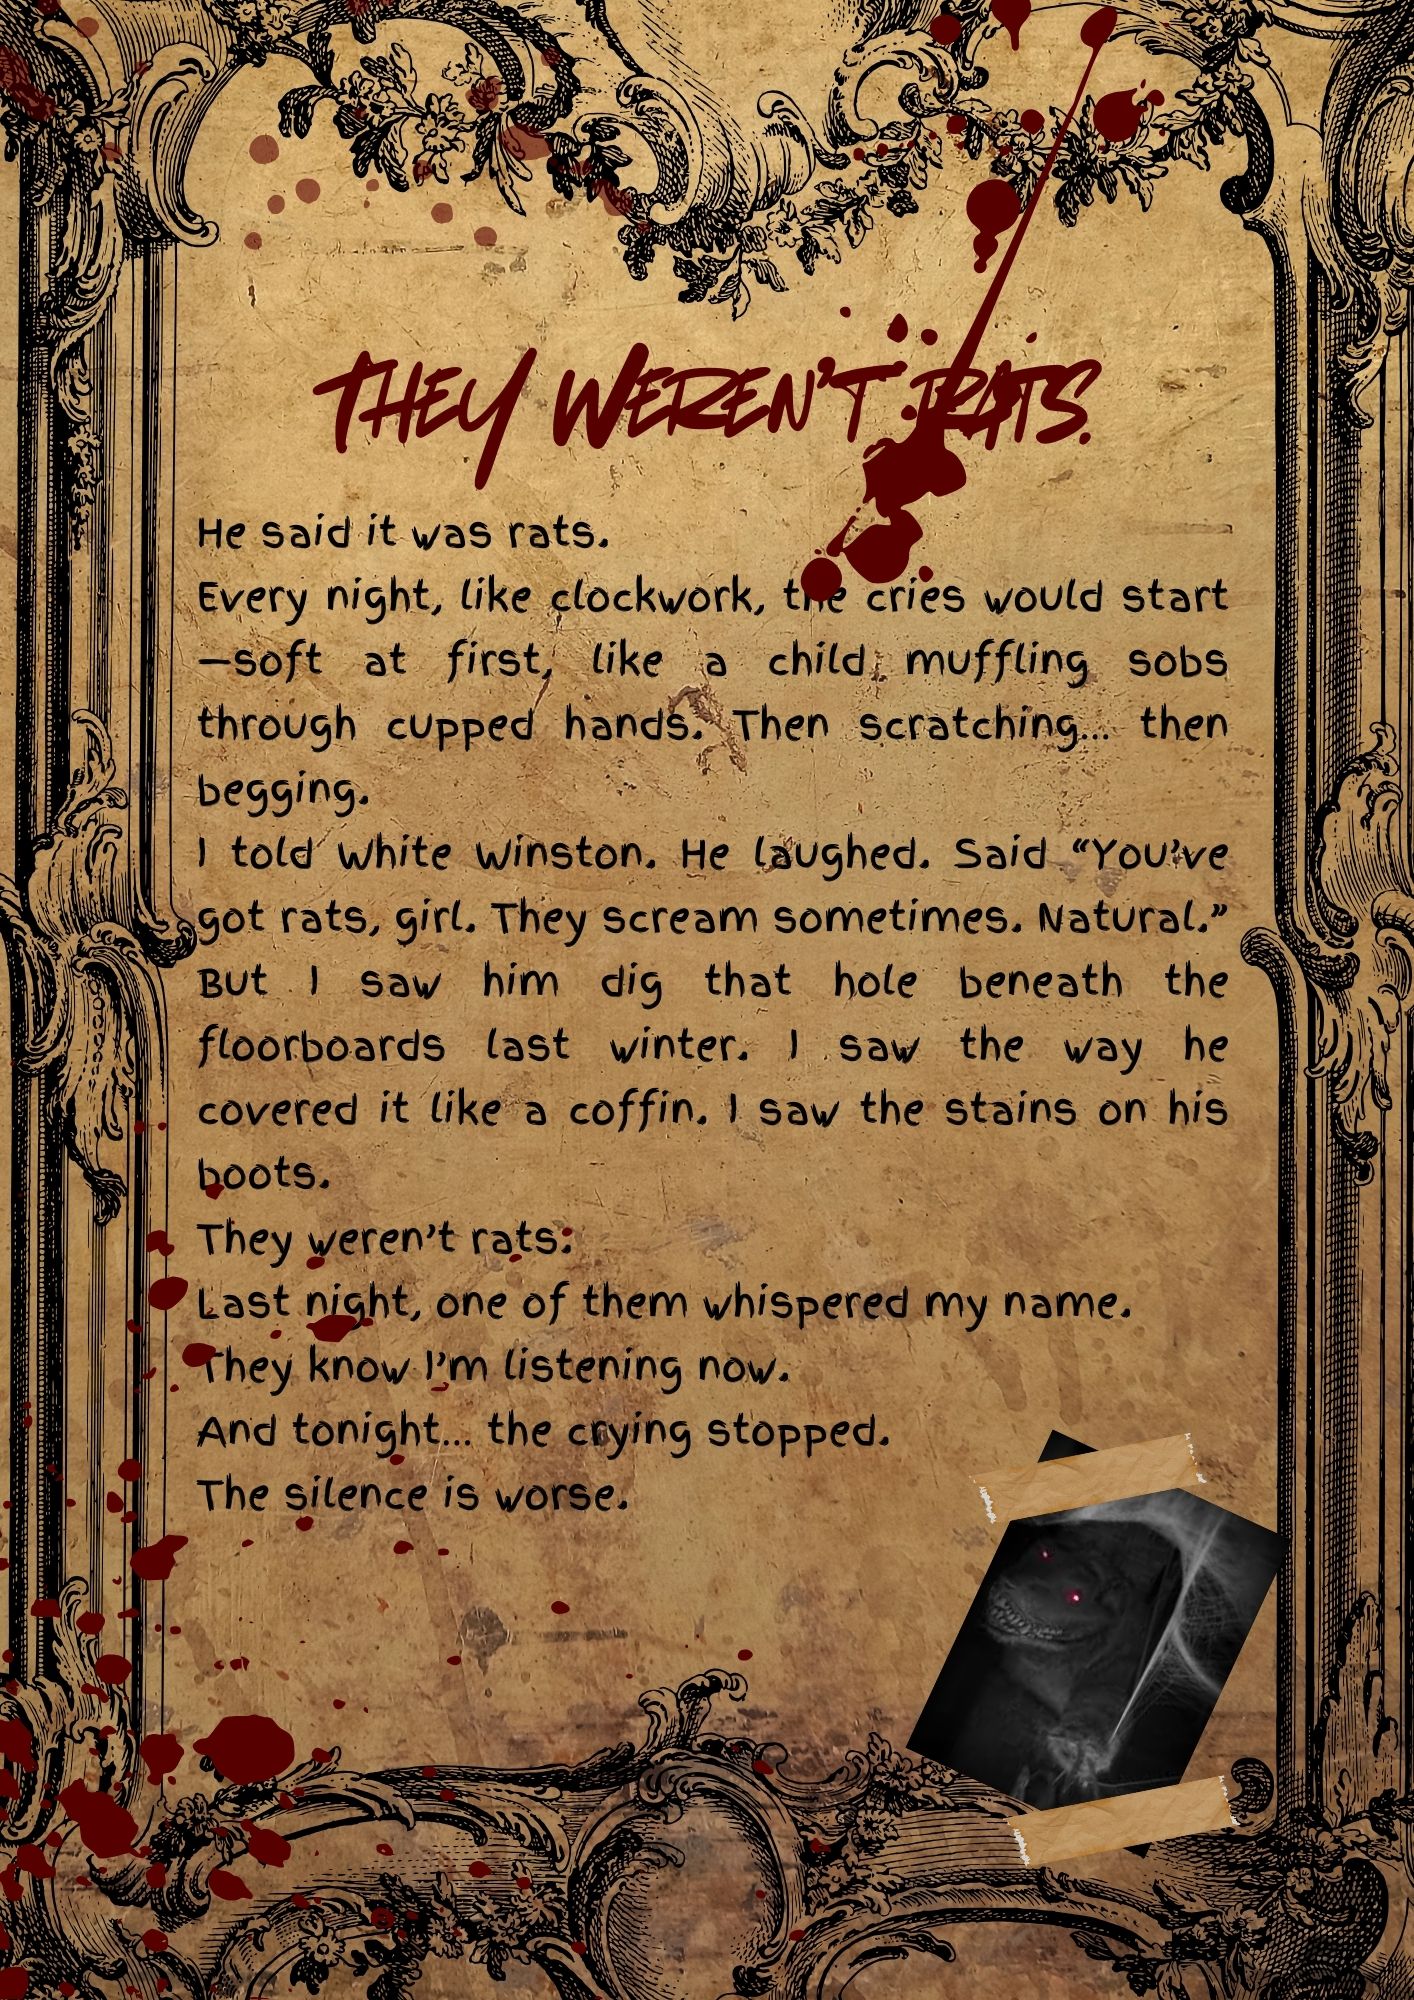 THEY WEREN'T RATS.
He said it was rats.
Every night, like clockwork, the cries would start
—soft at first, like a child muffling sobs
through cupped hands. Then scratching... then
begging.
I told White Winston. He laughed. Said “You’ve
got rats, girl. They scream sometimes. Natural.”
But I saw him dig that hole beneath the
floorboards last winter. I saw the way he
covered it like a coffin. I saw the stains on his
boots.
They weren’t rats.
Last night, one of them whispered my name.
They know I’m listening now.
And tonight... the crying stopped.
The silence is worse.